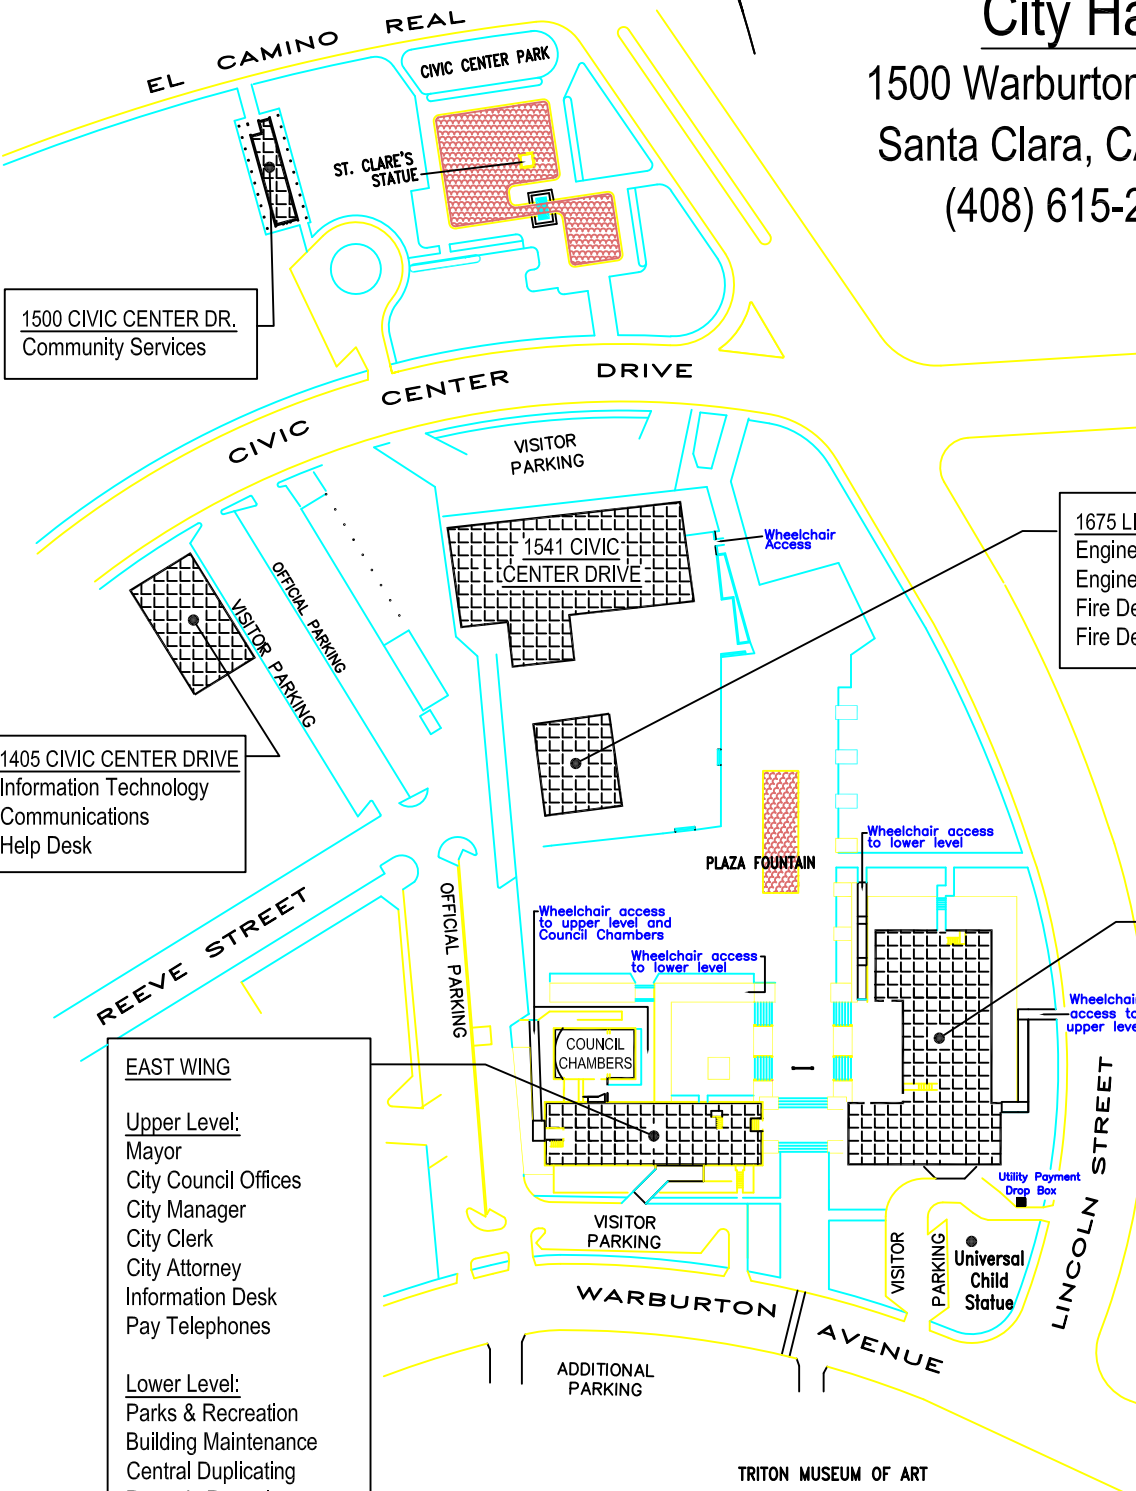 City Ha
1500 Warburton
Santa Clara, CA
(408) 615-2
EL CAMINO REAL
CIVIC CENTER PARK
ST. CLARE'S
STATUE
1500 CIVIC CENTER DR.
Community Services
CIVIC CENTER DRIVE
VISITOR
PARKING
1541 CIVIC
CENTER DRIVE
Wheelchair
Access
1675 LI
Engine
Engine
Fire De
Fire De
OFFICIAL PARKING
VISITOR PARKING
1405 CIVIC CENTER DRIVE
Information Technology
Communications
Help Desk
PLAZA FOUNTAIN
Wheelchair access
to lower level
REEVE STREET
OFFICIAL PARKING
Wheelchair access
to upper level and
Council Chambers
Wheelchair access
to lower level
Wheelchair
access to
upper leve
COUNCIL
CHAMBERS
EAST WING
Upper Level:
Mayor
City Council Offices
City Manager
City Clerk
City Attorney
Information Desk
Pay Telephones
Lower Level:
Parks & Recreation
Building Maintenance
Central Duplicating
LINCOLN STREET
Utility Payment
Drop Box
VISITOR
PARKING
VISITOR
PARKING
Universal
Child
Statue
WARBURTON AVENUE
ADDITIONAL
PARKING
TRITON MUSEUM OF ART